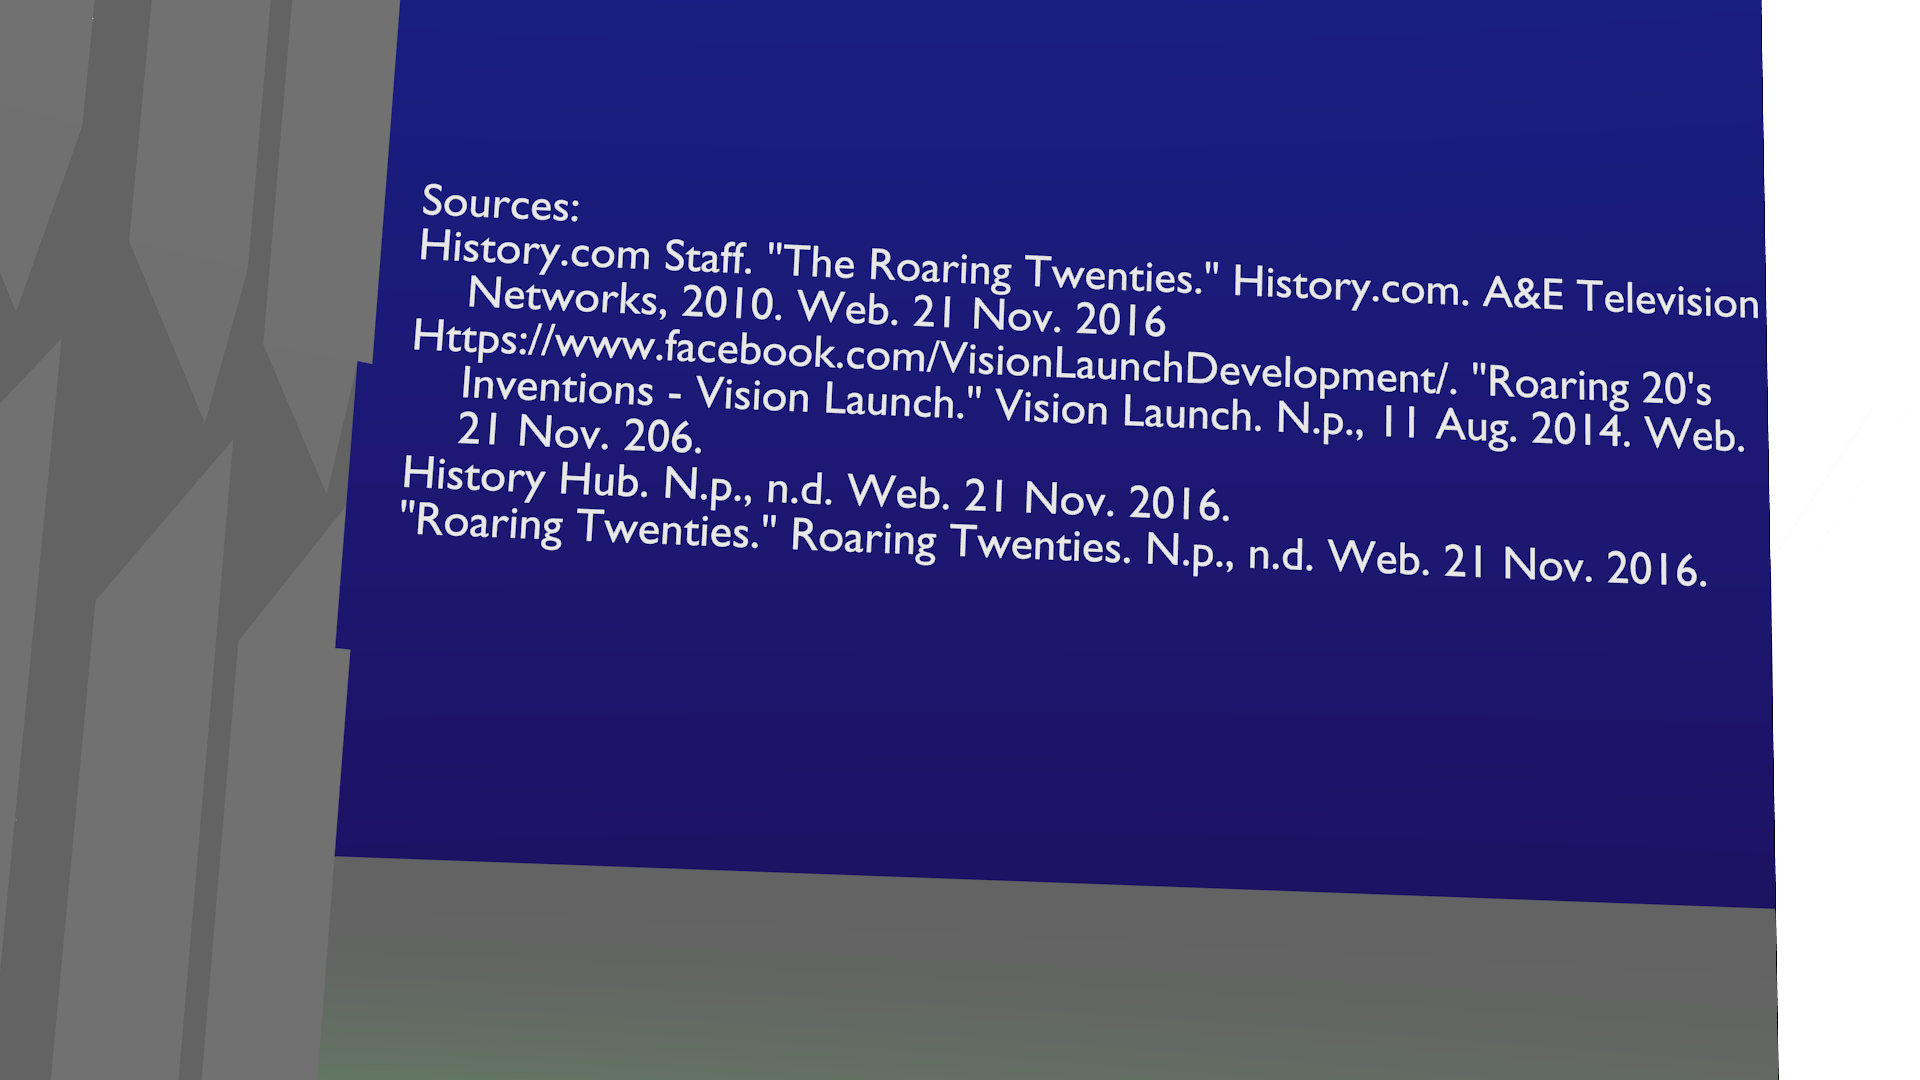 Sources:
History.com Staff. "The Roaring Twenties." History.com. A&E Television
Networks, 2010. Web. 21 Nov. 2016
Https://www.facebook.com/VisionLaunchDevelopment/. "Roaring 20's
Inventions - Vision Launch." Vision Launch. N.p., 11 Aug. 2014. Web.
21 Nov. 206.
History Hub. N.p., n.d. Web. 21 Nov. 2016.
"Roaring Twenties." Roaring Twenties. N.p., n.d. Web. 21 Nov. 2016.